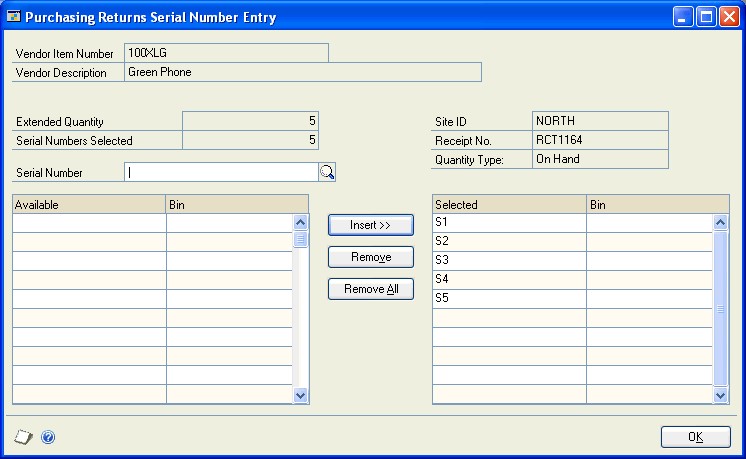 Purchasing Returns Serial Number Entry
Vendor Item Number 100XLG
Vendor Description Green Phone
Extended Quantity 5 Site ID NORTH
Serial Numbers Selected 5 Receipt No. RCT1164
Quantity Type: On Hand
Serial Number
Available Bin Selected Bin
S1
Insert >>
S2
Remove
S3
S4
Remove All
S5
OK